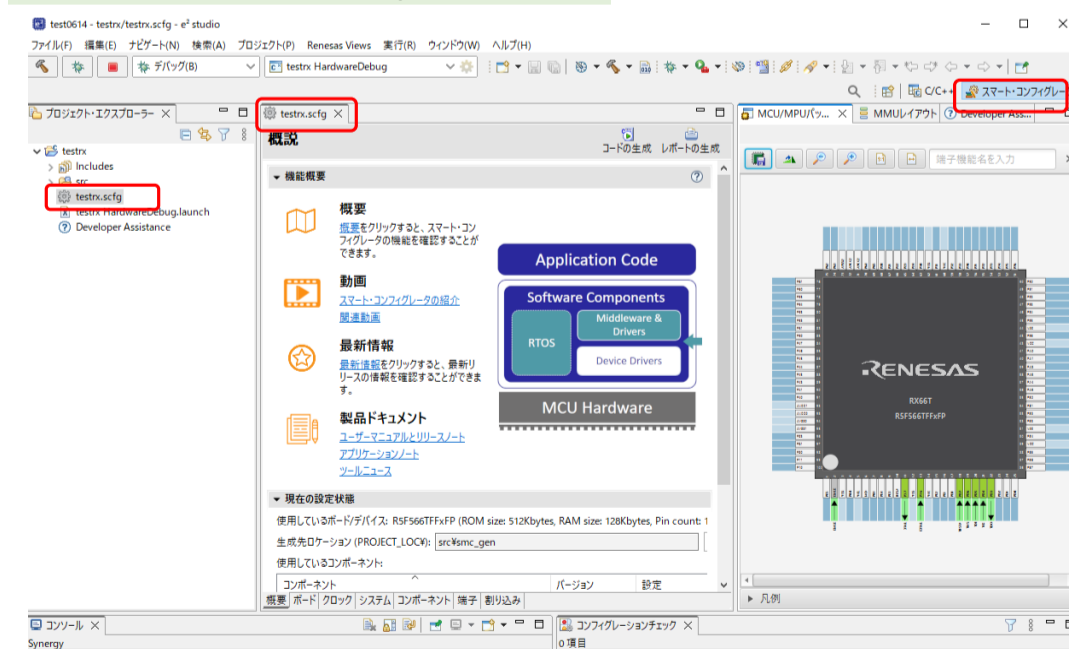 test0614 - testrx/testrx.scfg - e² studio
ファイル(F) 編集(E) ナビゲート(N) 検索(A) プロジェクト(P) Renesas Views 実行(R) ウィンドウ(W) ヘルプ(H)
デバッグ(B) testrx HardwareDebug
C/C++ スマート・コンフィグレー
プロジェクト・エクスプローラー
testrx
Includes
src
testrx.scfg
testrx HardwareDebug.launch
Developer Assistance
testrx.scfg
概説
コードの生成 レポートの生成
機能概要
概要
概要をクリックすると、スマート・コン
フィグレータの機能を確認することが
できます。
動画
スマート・コンフィグレータの紹介
関連動画
最新情報
最新情報をクリックすると、最新リ
リースの情報を確認することができま
す。
製品ドキュメント
ユーザーマニュアルとリリースノート
アプリケーションノート
ツールニュース
Application Code
Software Components
RTOS
Middleware &
Drivers
Device Drivers
MCU Hardware
現在の設定状態
使用しているボード/デバイス: R5F566TFFxFP (ROM size: 512Kbytes, RAM size: 128Kbytes, Pin count: 1
生成先ロケーション (PROJECT_LOC¥): src¥smc_gen
使用しているコンポーネント:
コンポーネント バージョン 設定
概要 ボード クロック システム コンポーネント 端子 割り込み
MCU/MPUパッ... MMUレイアウト Developer Ass...
端子機能名を入力
RENESAS
RX66T
R5F566TFFxFP
凡例
コンソール
Synergy
コンフィグレーションチェック
0 項目